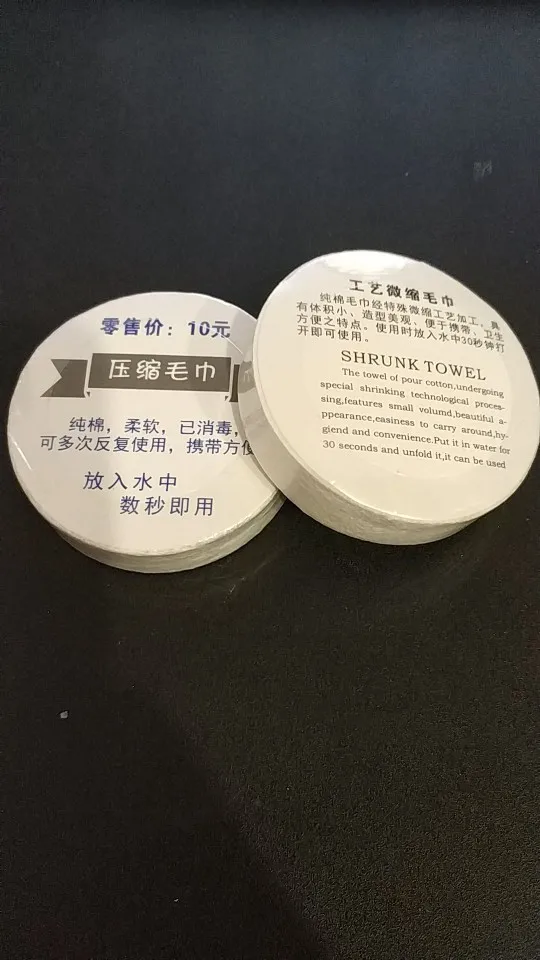 零售价：10元
压缩毛巾
纯棉，柔软，已消毒，
可多次反复使用，携带方便
放入水中
数秒即用
工艺微缩毛巾
纯棉毛巾经特殊微缩工艺加工，具
有体积小、造型美观、便于携带、卫生
方便之特点。使用时放入水中30秒钟打
开即可使用。
SHRUNK TOWEL
The towel of pour cotton,undergoing
special shrinking technological proces-
sing,features small volumd,beautiful a-
ppearance,easiness to carry around,hy-
giend and convenience.Put it in water for
30 seconds and unfold it,it can be used